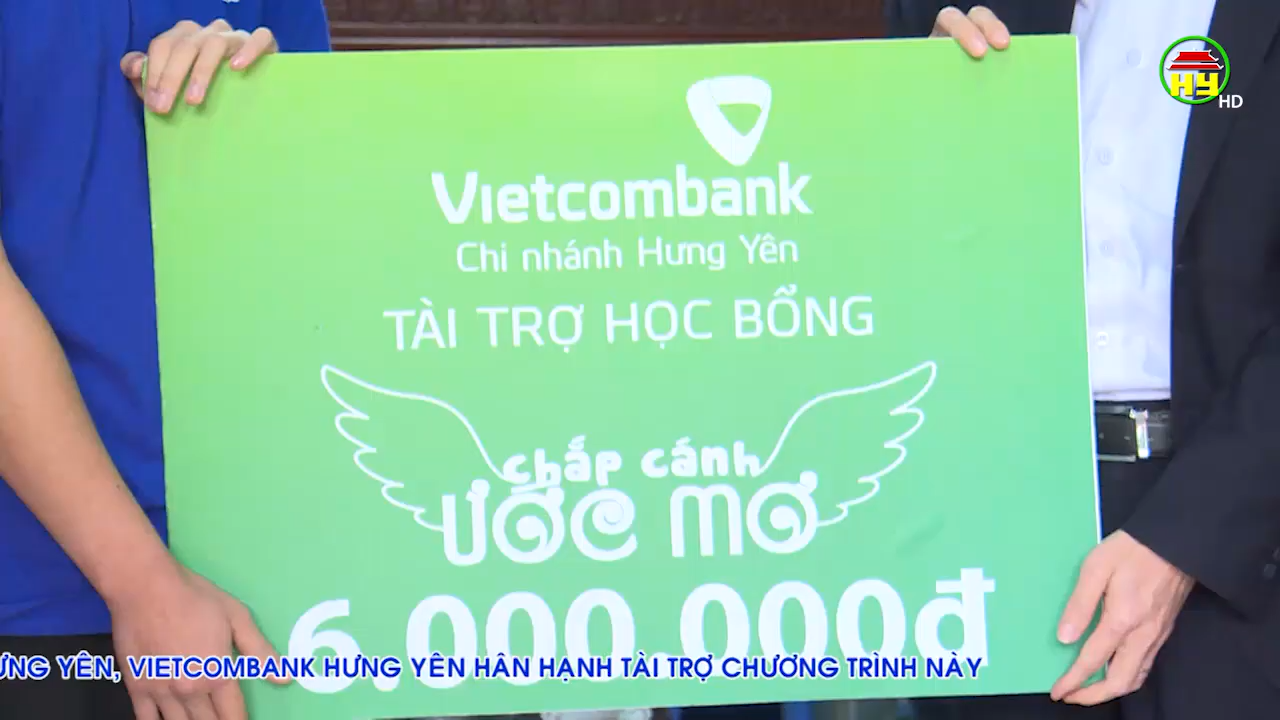 HY
HD
Vietcombank
Chi nhánh Hưng Yên
TÀI TRỢ HỌC BỔNG
chắp cánh
ước mơ
6.000.000đ
ƯNG YÊN, VIETCOMBANK HƯNG YÊN HÂN HẠNH TÀI TRỢ CHƯƠNG TRÌNH NÀY